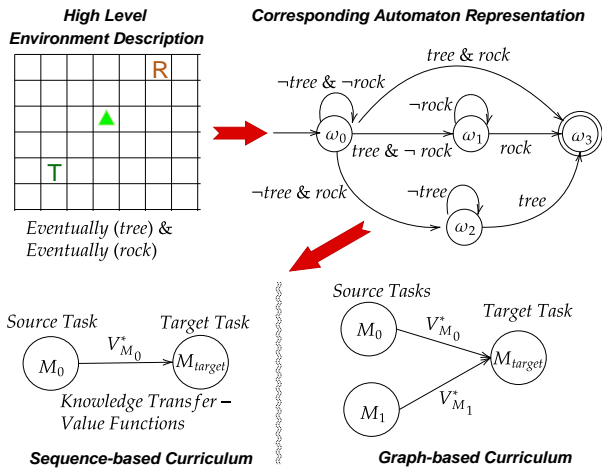 High Level
Environment Description
R
T
Eventually (tree) &
Eventually (rock)
Corresponding Automaton Representation
tree & rock
¬tree & ¬rock
¬rock
ω₀
ω₁
ω₃
tree & ¬ rock
rock
¬tree & rock
¬tree
tree
ω₂
Source Task
Target Task
V*M₀
M₀
Mtarget
Knowledge Transfer –
Value Functions
Sequence-based Curriculum
Source Tasks
Target Task
M₀
V*M₀
Mtarget
M₁
V*M₁
Graph-based Curriculum